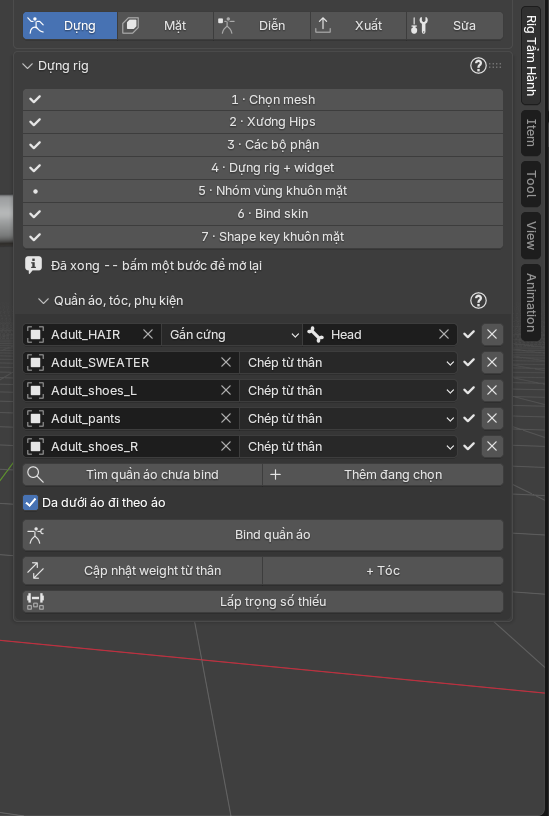 Dựng Mặt Diễn Xuất Sửa
Dựng rig
1 · Chọn mesh
2 · Xương Hips
3 · Các bộ phận
4 · Dựng rig + widget
5 · Nhóm vùng khuôn mặt
6 · Bind skin
7 · Shape key khuôn mặt
Đã xong -- bấm một bước để mở lại
Quần áo, tóc, phụ kiện
Adult_HAIR Gắn cứng Head
Adult_SWEATER Chép từ thân
Adult_shoes_L Chép từ thân
Adult_pants Chép từ thân
Adult_shoes_R Chép từ thân
Tìm quần áo chưa bind Thêm đang chọn
Da dưới áo đi theo áo
Bind quần áo
Cập nhật weight từ thân + Tóc
Lấp trọng số thiếu
Rig Tầm Hành
Item
Tool
View
Animation